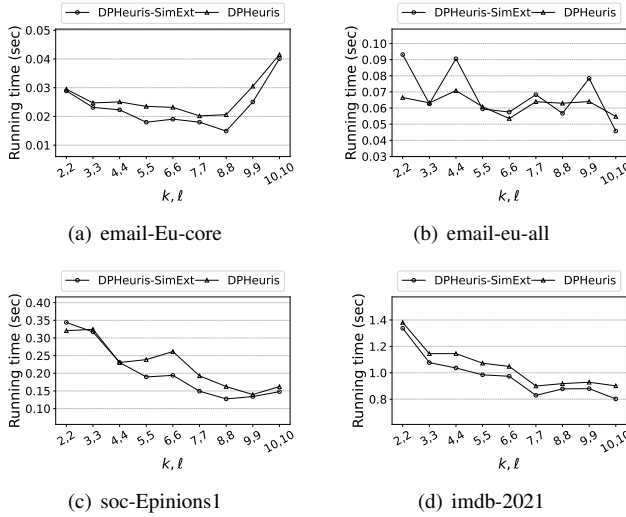 DPHeuris-SimExt DPHeuris
0.05
0.04
0.03
0.02
0.01
Running time (sec)
2,2 3,3 4,4 5,5 6,6 7,7 8,8 9,9 10,10
k, ℓ
(a) email-Eu-core
DPHeuris-SimExt DPHeuris
0.10
0.09
0.08
0.07
0.06
0.05
0.04
0.03
Running time (sec)
2,2 3,3 4,4 5,5 6,6 7,7 8,8 9,9 10,10
k, ℓ
(b) email-eu-all
DPHeuris-SimExt DPHeuris
0.40
0.35
0.30
0.25
0.20
0.15
0.10
Running time (sec)
2,2 3,3 4,4 5,5 6,6 7,7 8,8 9,9 10,10
k, ℓ
(c) soc-Epinions1
DPHeuris-SimExt DPHeuris
1.4
1.2
1.0
0.8
Running time (sec)
2,2 3,3 4,4 5,5 6,6 7,7 8,8 9,9 10,10
k, ℓ
(d) imdb-2021